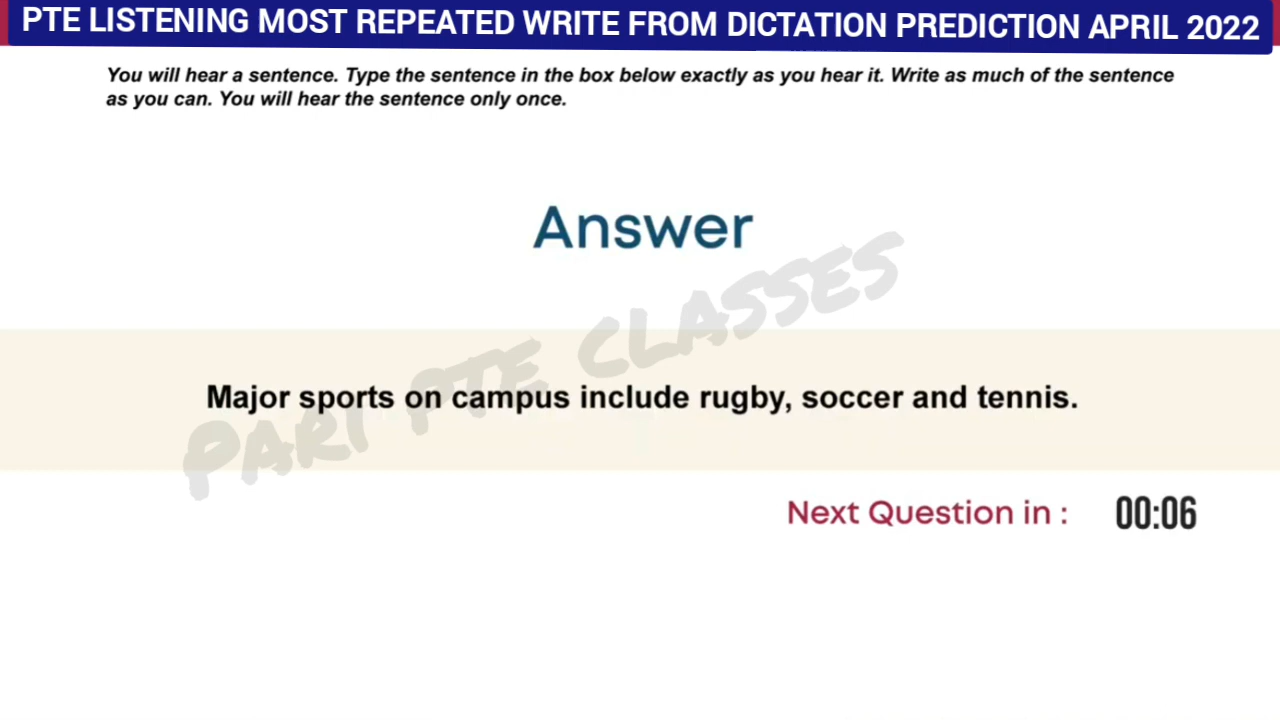 PTE LISTENING MOST REPEATED WRITE FROM DICTATION PREDICTION APRIL 2022
You will hear a sentence. Type the sentence in the box below exactly as you hear it. Write as much of the sentence
as you can. You will hear the sentence only once.
Answer
PARI PTE CLASSES
Major sports on campus include rugby, soccer and tennis.
Next Question in : 00:06